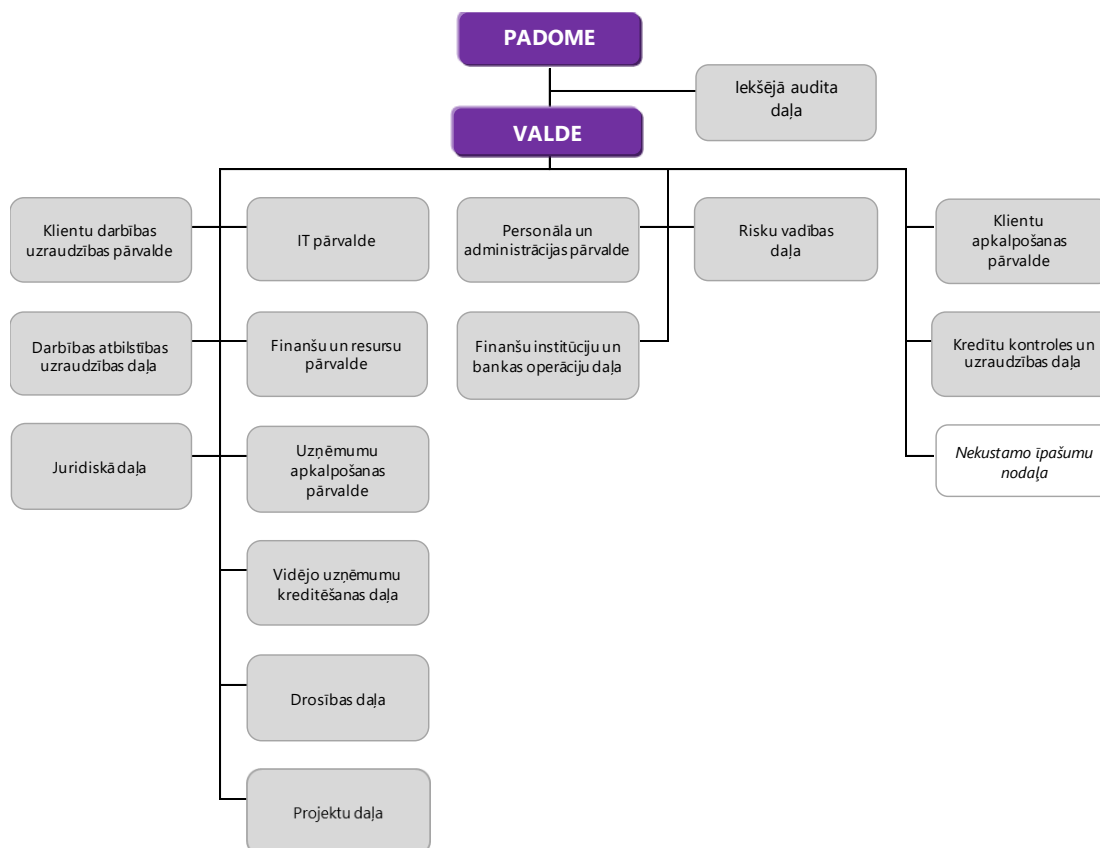 PADOME
Iekšējā audita
daļa
VALDE
Klientu darbības
uzraudzības pārvalde
IT pārvalde
Personāla un
administrācijas pārvalde
Risku vadības
daļa
Klientu
apkalpošanas
pārvalde
Darbības atbilstības
uzraudzības daļa
Finanšu un resursu
pārvalde
Finanšu institūciju un
bankas operāciju daļa
Kredītu kontroles un
uzraudzības daļa
Juridiskā daļa
Uzņēmumu
apkalpošanas
pārvalde
Nekustamo īpašumu
nodaļa
Vidējo uzņēmumu
kreditēšanas daļa
Drosības daļa
Projektu daļa